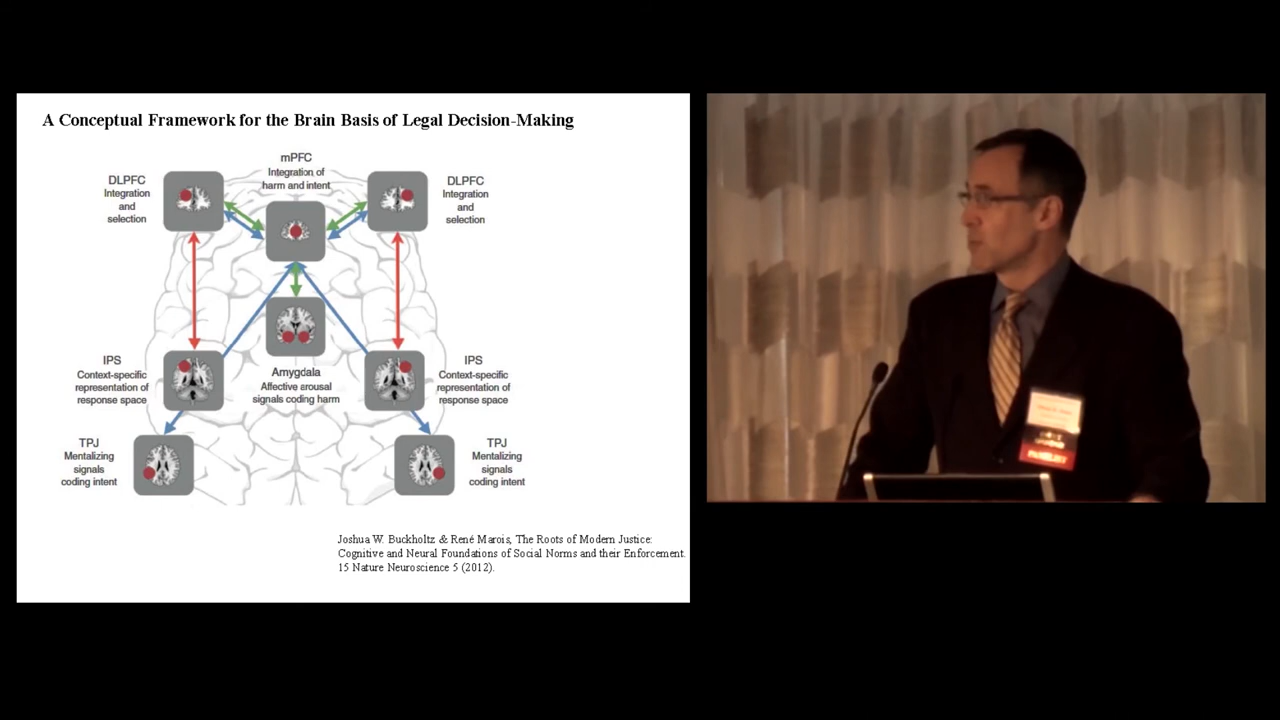 A Conceptual Framework for the Brain Basis of Legal Decision-Making
mPFC
Integration of
harm and intent
DLPFC
Integration
and
selection
DLPFC
Integration
and
selection
IPS
Context-specific
representation of
response space
Amygdala
Affective arousal
signals coding harm
IPS
Context-specific
representation of
response space
TPJ
Mentalizing
signals
coding intent
TPJ
Mentalizing
signals
coding intent
Joshua W. Buckholtz & René Marois, The Roots of Modern Justice:
Cognitive and Neural Foundations of Social Norms and their Enforcement.
15 Nature Neuroscience 5 (2012).
PANELIST